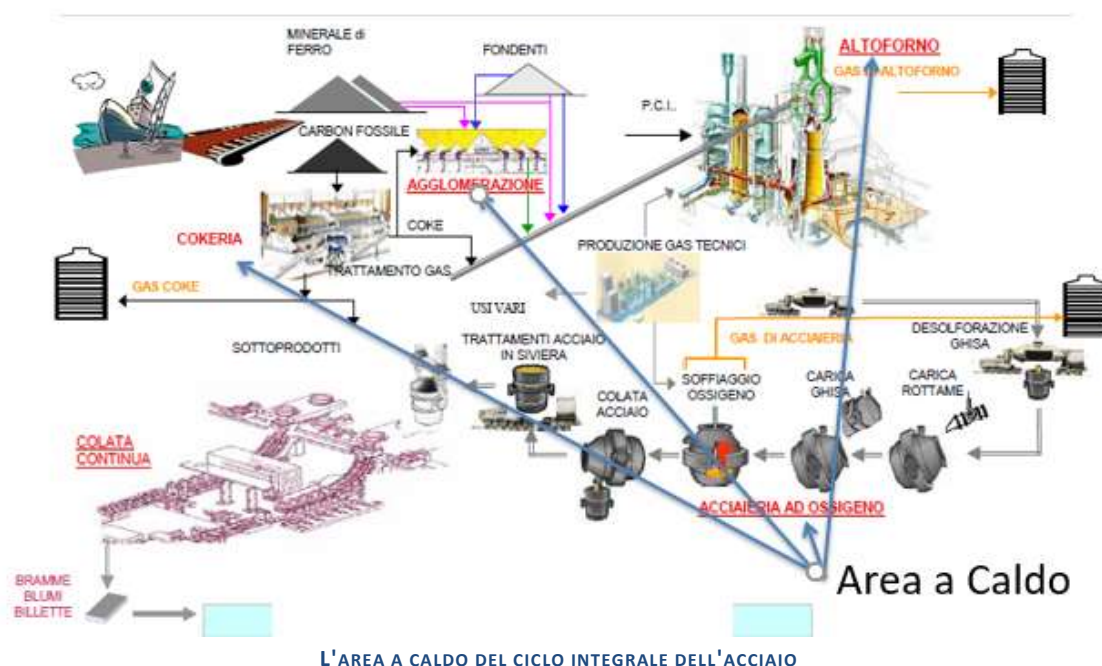 MINERALE di
FERRO
FONDENTI
ALTOFORNO
GAS DI ALTOFORNO
P.C.I..
CARBON FOSSILE
AGGLOMERAZIONE
COKERIA
COKE
TRATTAMENTO GAS
PRODUZIONE GAS TECNICI
GAS COKE
USI VARI
SOTTOPRODOTTI
TRATTAMENTI ACCIAIO
IN SIVIERA
GAS DI ACCIAIERIA
DESOLFORAZIONE
GHISA
COLATA
ACCIAIO
SOFFIAGGIO
OSSIGENO
CARICA
GHISA
CARICA
ROTTAME
COLATA
CONTINUA
ACCIAIERIA AD OSSIGENO
Area a Caldo
BRAMME
BLUMI
BILLETTE
L'AREA A CALDO DEL CICLO INTEGRALE DELL'ACCIAIO